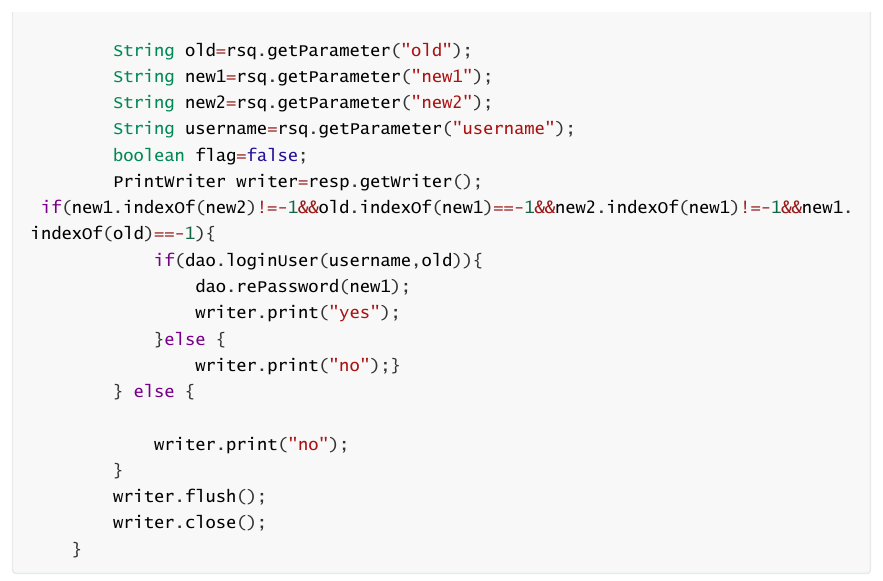 String old=rsq.getParameter("old");
        String new1=rsq.getParameter("new1");
        String new2=rsq.getParameter("new2");
        String username=rsq.getParameter("username");
        boolean flag=false;
        PrintWriter writer=resp.getWriter();
 if(new1.indexOf(new2)!=-1&&old.indexOf(new1)==-1&&new2.indexOf(new1)!=-1&&new1.
indexOf(old)==-1){
            if(dao.loginUser(username,old)){
                dao.rePassword(new1);
                writer.print("yes");
            }else {
                writer.print("no");}
        } else {

            writer.print("no");
        }
        writer.flush();
        writer.close();
    }